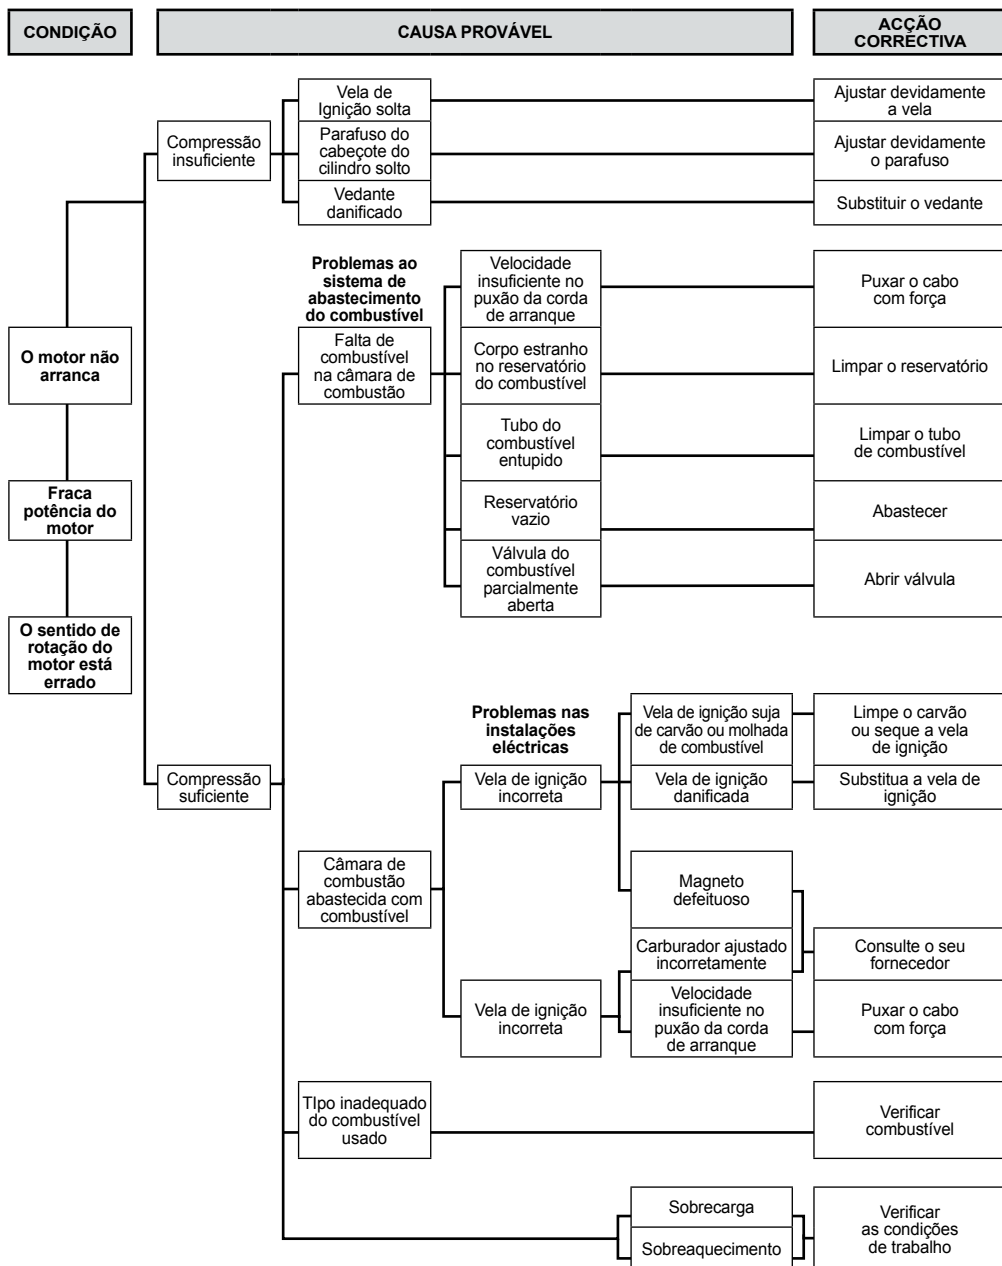 CONDIÇÃO
CAUSA PROVÁVEL
ACÇÃO
CORRECTIVA
Compressão
insuficiente
Vela de
Ignição solta
Ajustar devidamente
a vela
Parafuso do
cabeçote do
cilindro solto
Ajustar devidamente
o parafuso
Vedante
danificado
Substituir o vedante
O motor não
arranca
Fraca
potência do
motor
O sentido de
rotação do
motor está
errado
Compressão
suficiente
Problemas ao
sistema de
abastecimento
do combustível
Falta de
combustível
na câmara de
combustão
Velocidade
insuficiente no
puxão da corda
de arranque
Puxar o cabo
com força
Corpo estranho
no reservatório
do combustível
Limpar o reservatório
Tubo do
combustível
entupido
Limpar o tubo
de combustível
Reservatório
vazio
Abastecer
Válvula do
combustível
parcialmente
aberta
Abrir válvula
Câmara de
combustão
abastecida com
combustível
Problemas nas
instalações
eléctricas
Vela de ignição
incorreta
Vela de ignição suja
de carvão ou molhada
de combustível
Limpe o carvão
ou seque a vela
de ignição
Vela de ignição
danificada
Substitua a vela de
ignição
Magneto
defeituoso
Vela de ignição
incorreta
Carburador ajustado
incorretamente
Consulte o seu
fornecedor
Velocidade
insuficiente no
puxão da corda
de arranque
Puxar o cabo
com força
TIpo inadequado
do combustível
usado
Verificar
combustível
Sobrecarga
Sobreaquecimento
Verificar
as condições
de trabalho